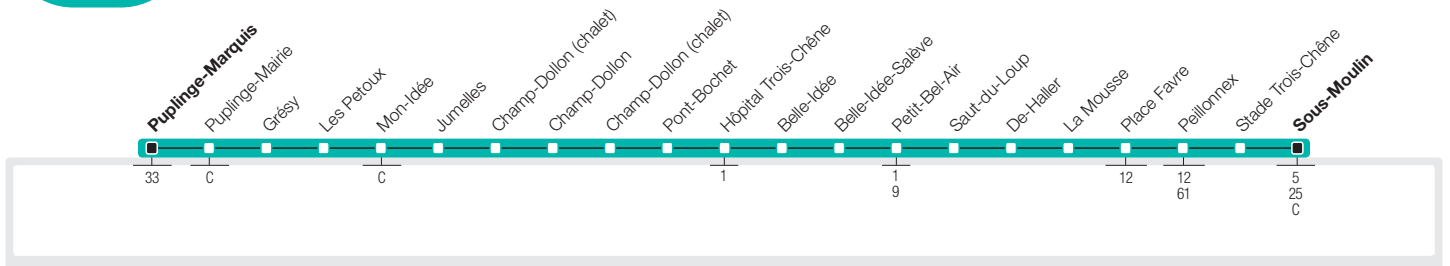 Puplinge-Marquis
Puplinge-Mairie
Grésy
Les Petoux
Mon-Idée
Jumelles
Champ-Dollon (chalet)
Champ-Dollon
Champ-Dollon (chalet)
Pont-Bochet
Hôpital Trois-Chêne
Belle-Idée
Belle-Idée-Salève
Petit-Bel-Air
Saut-du-Loup
De-Haller
La Mousse
Place Favre
Peillonnex
Stade Trois-Chêne
Sous-Moulin
33
C
C
1
1
9
12
12
61
5
25
C